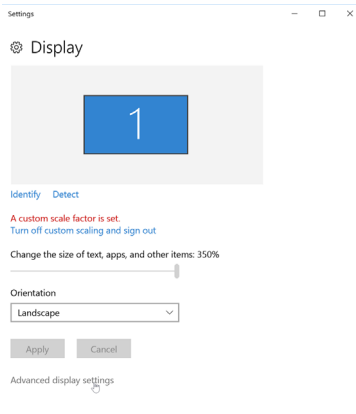 Settings
Display
1
Identify Detect
A custom scale factor is set.
Turn off custom scaling and sign out
Change the size of text, apps, and other items: 350%
Orientation
Landscape
Apply Cancel
Advanced display settings